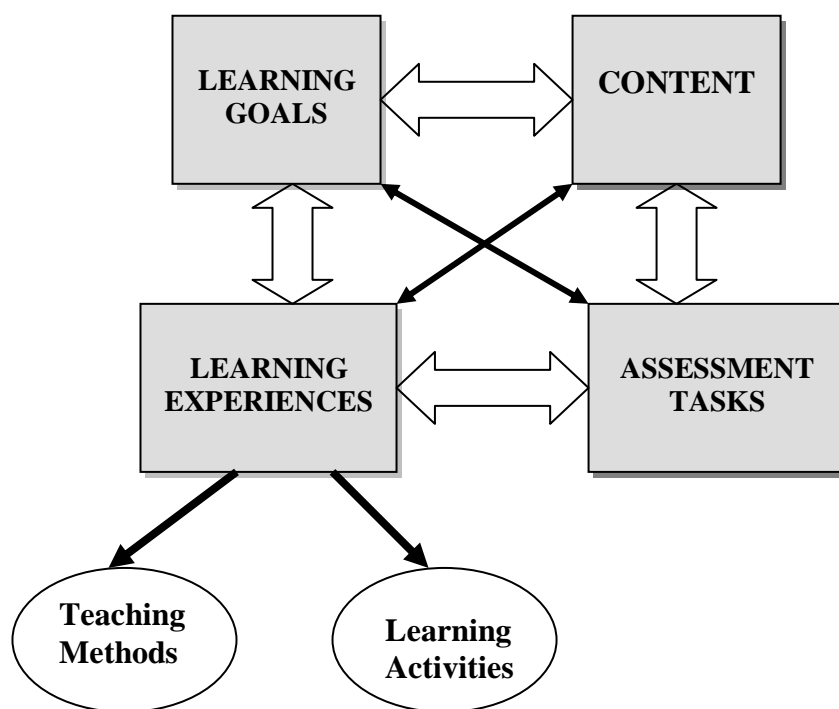 LEARNING
GOALS
CONTENT
LEARNING
EXPERIENCES
ASSESSMENT
TASKS
Teaching
Methods
Learning
Activities